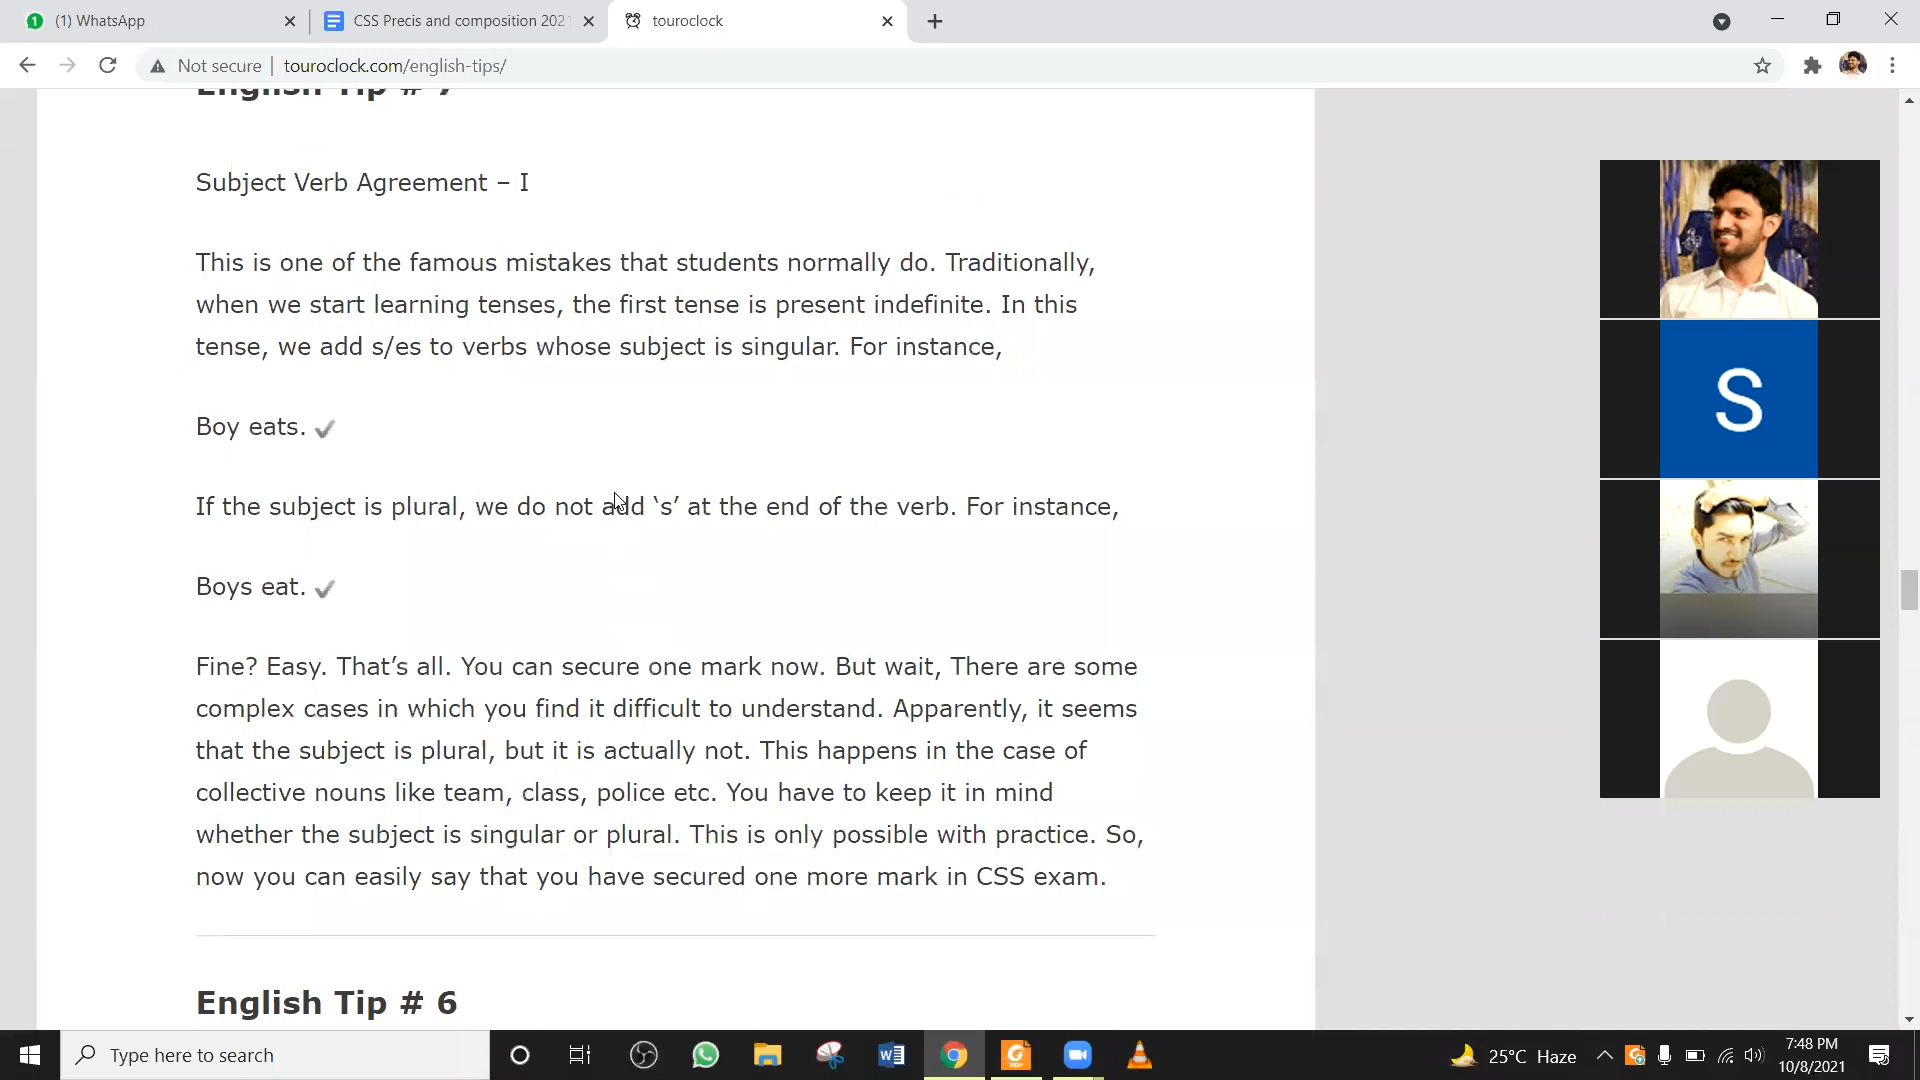 (1) WhatsApp
CSS Precis and composition 2021
touroclock
Not secure
touroclock.com/english-tips/
English Tip # 7
Subject Verb Agreement – I
This is one of the famous mistakes that students normally do. Traditionally,
when we start learning tenses, the first tense is present indefinite. In this
tense, we add s/es to verbs whose subject is singular. For instance,
Boy eats. ✔
If the subject is plural, we do not add ‘s’ at the end of the verb. For instance,
Boys eat. ✔
Fine? Easy. That’s all. You can secure one mark now. But wait, There are some
complex cases in which you find it difficult to understand. Apparently, it seems
that the subject is plural, but it is actually not. This happens in the case of
collective nouns like team, class, police etc. You have to keep it in mind
whether the subject is singular or plural. This is only possible with practice. So,
now you can easily say that you have secured one more mark in CSS exam.
English Tip # 6
S
Type here to search
25°C Haze
7:48 PM
10/8/2021